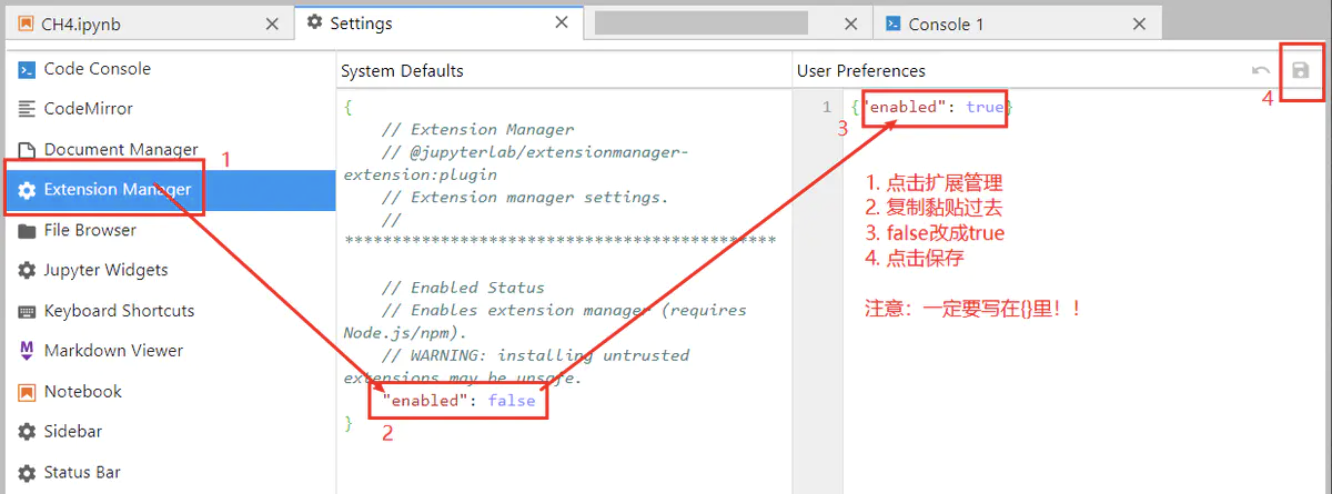 CH4.ipynb
Settings
Console 1
Code Console
CodeMirror
Document Manager
1
Extension Manager
File Browser
Jupyter Widgets
Keyboard Shortcuts
Markdown Viewer
Notebook
Sidebar
Status Bar
System Defaults
{
// Extension Manager
// @jupyterlab/extensionmanager-
extension:plugin
// Extension manager settings.
//
*********************************************
// Enabled Status
// Enables extension manager (requires
Node.js/npm).
// WARNING: installing untrusted
extensions may be unsafe.
"enabled": false
}
2
User Preferences
4
1 {"enabled": true}
3
1. 点击扩展管理
2. 复制黏贴过去
3. false改成true
4. 点击保存
注意：一定要写在{}里！！